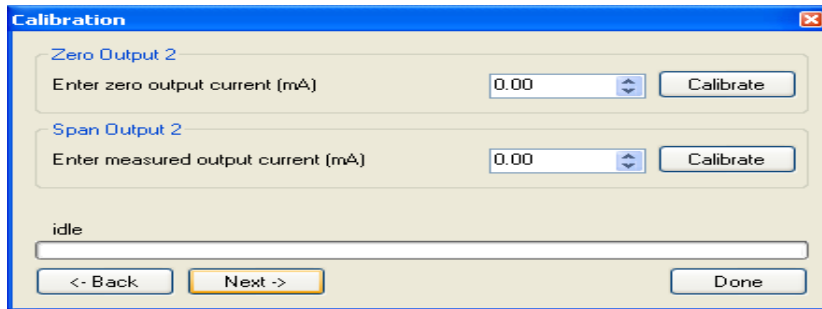 Calibration
Zero Output 2
Enter zero output current (mA) 0.00 Calibrate
Span Output 2
Enter measured output current (mA) 0.00 Calibrate
idle
<- Back Next -> Done